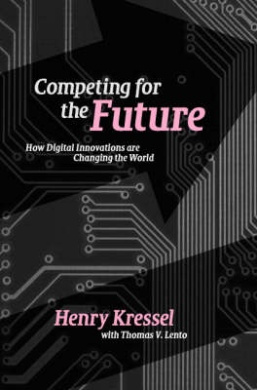 Competing for
the Future
How Digital Innovations are
Changing the World
Henry Kressel
with Thomas V. Lento